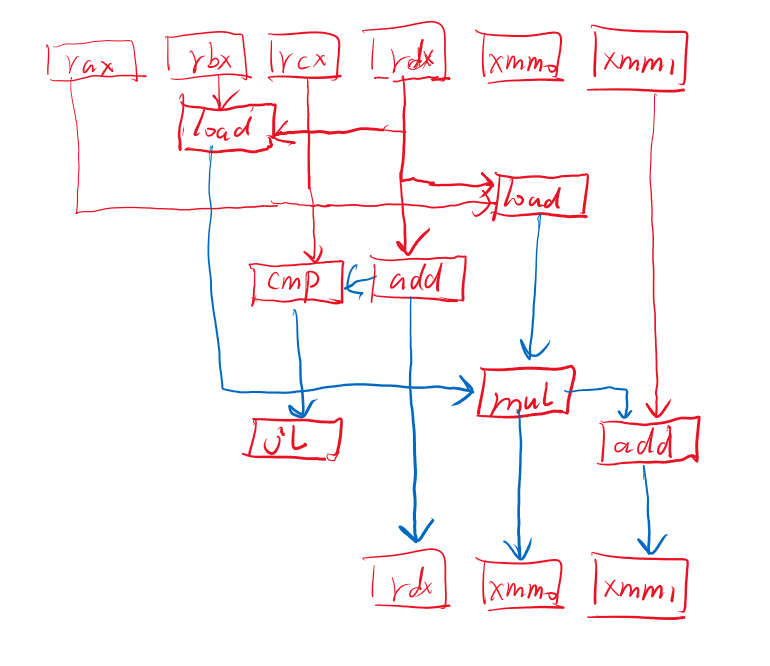 rax rbx rcx rdx xmm0 xmm1
load
load
cmp add
mul
jL add
rdx xmm0 xmm1